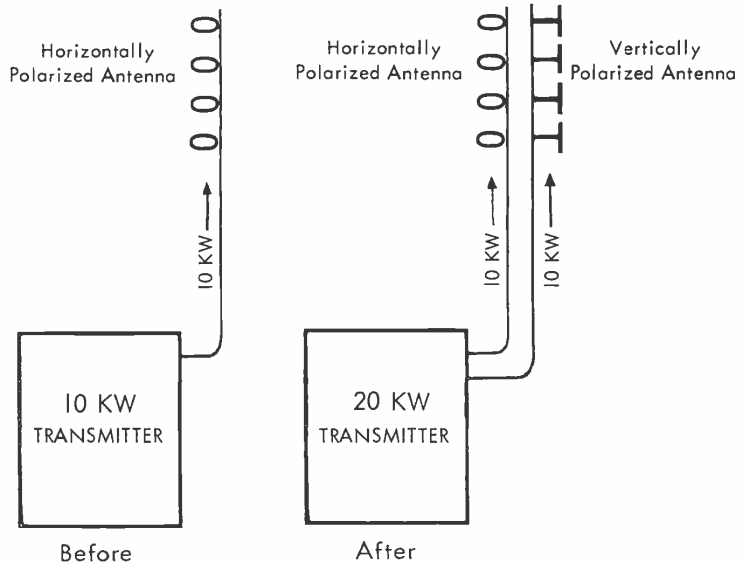 Horizontally
Polarized Antenna
10 KW
10 KW
TRANSMITTER
Before
Horizontally
Polarized Antenna
Vertically
Polarized Antenna
10 KW
10 KW
20 KW
TRANSMITTER
After